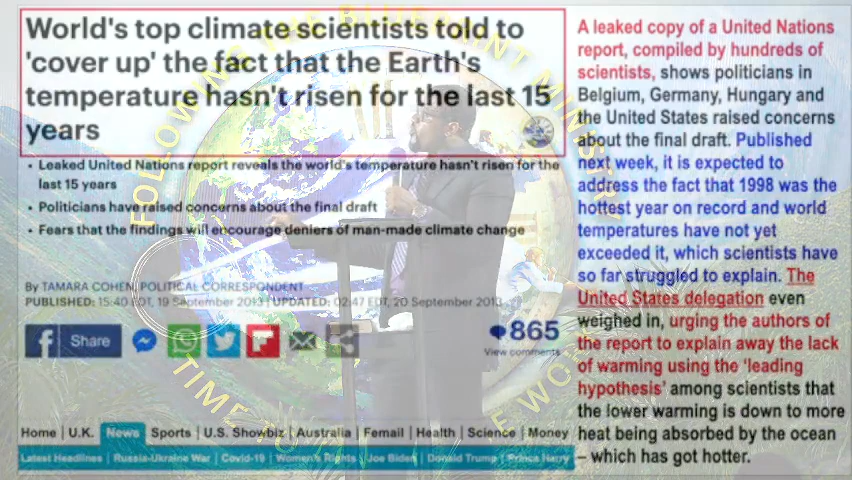 World's top climate scientists told to
'cover up' the fact that the Earth's
temperature hasn't risen for the last 15
years
• Leaked United Nations report reveals the world's temperature hasn't risen for the
last 15 years
• Politicians have raised concerns about the final draft
• Fears that the findings will encourage deniers of man-made climate change
By TAMARA COHEN, POLITICAL CORRESPONDENT
PUBLISHED: 15:40 EDT, 19 September 2013 | UPDATED: 02:47 EDT, 20 September 2013
Share
865
View comments
Home | U.K. | News | Sports | U.S. Showbiz | Australia | Femail | Health | Science | Money
Latest Headlines | Russia-Ukraine War | Covid-19 | Women's Rights | Joe Biden | Donald Trump | Prince Harry
A leaked copy of a United Nations
report, compiled by hundreds of
scientists, shows politicians in
Belgium, Germany, Hungary and
the United States raised concerns
about the final draft. Published
next week, it is expected to
address the fact that 1998 was the
hottest year on record and world
temperatures have not yet
exceeded it, which scientists have
so far struggled to explain. The
United States delegation even
weighed in, urging the authors of
the report to explain away the lack
of warming using the 'leading
hypothesis' among scientists that
the lower warming is down to more
heat being absorbed by the ocean
– which has got hotter.
FOLLOWING THE BLUEPRINT MINISTRY
TIME